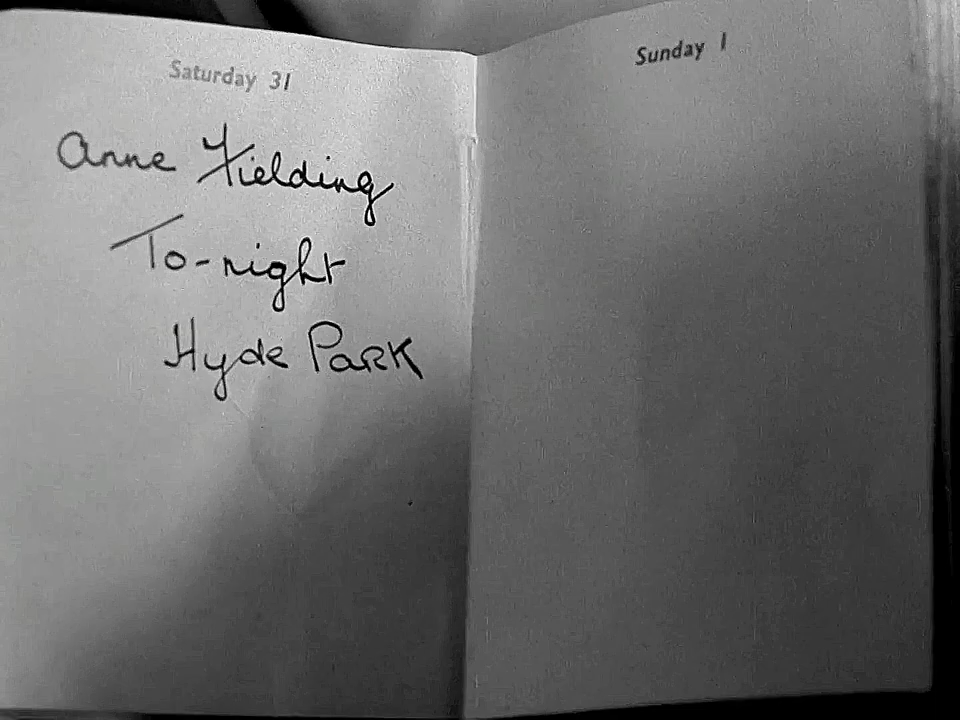 Saturday 31
Anne Fielding
To-night
Hyde Park
Sunday 1